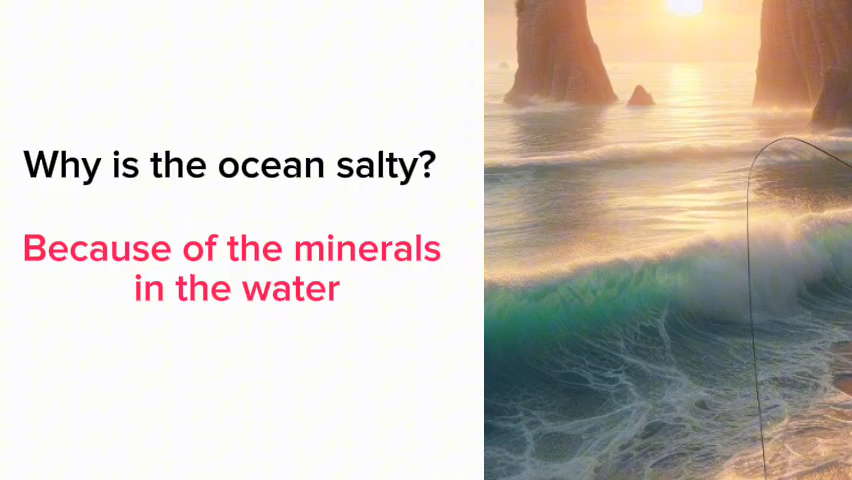 Why is the ocean salty?
Because of the minerals
in the water